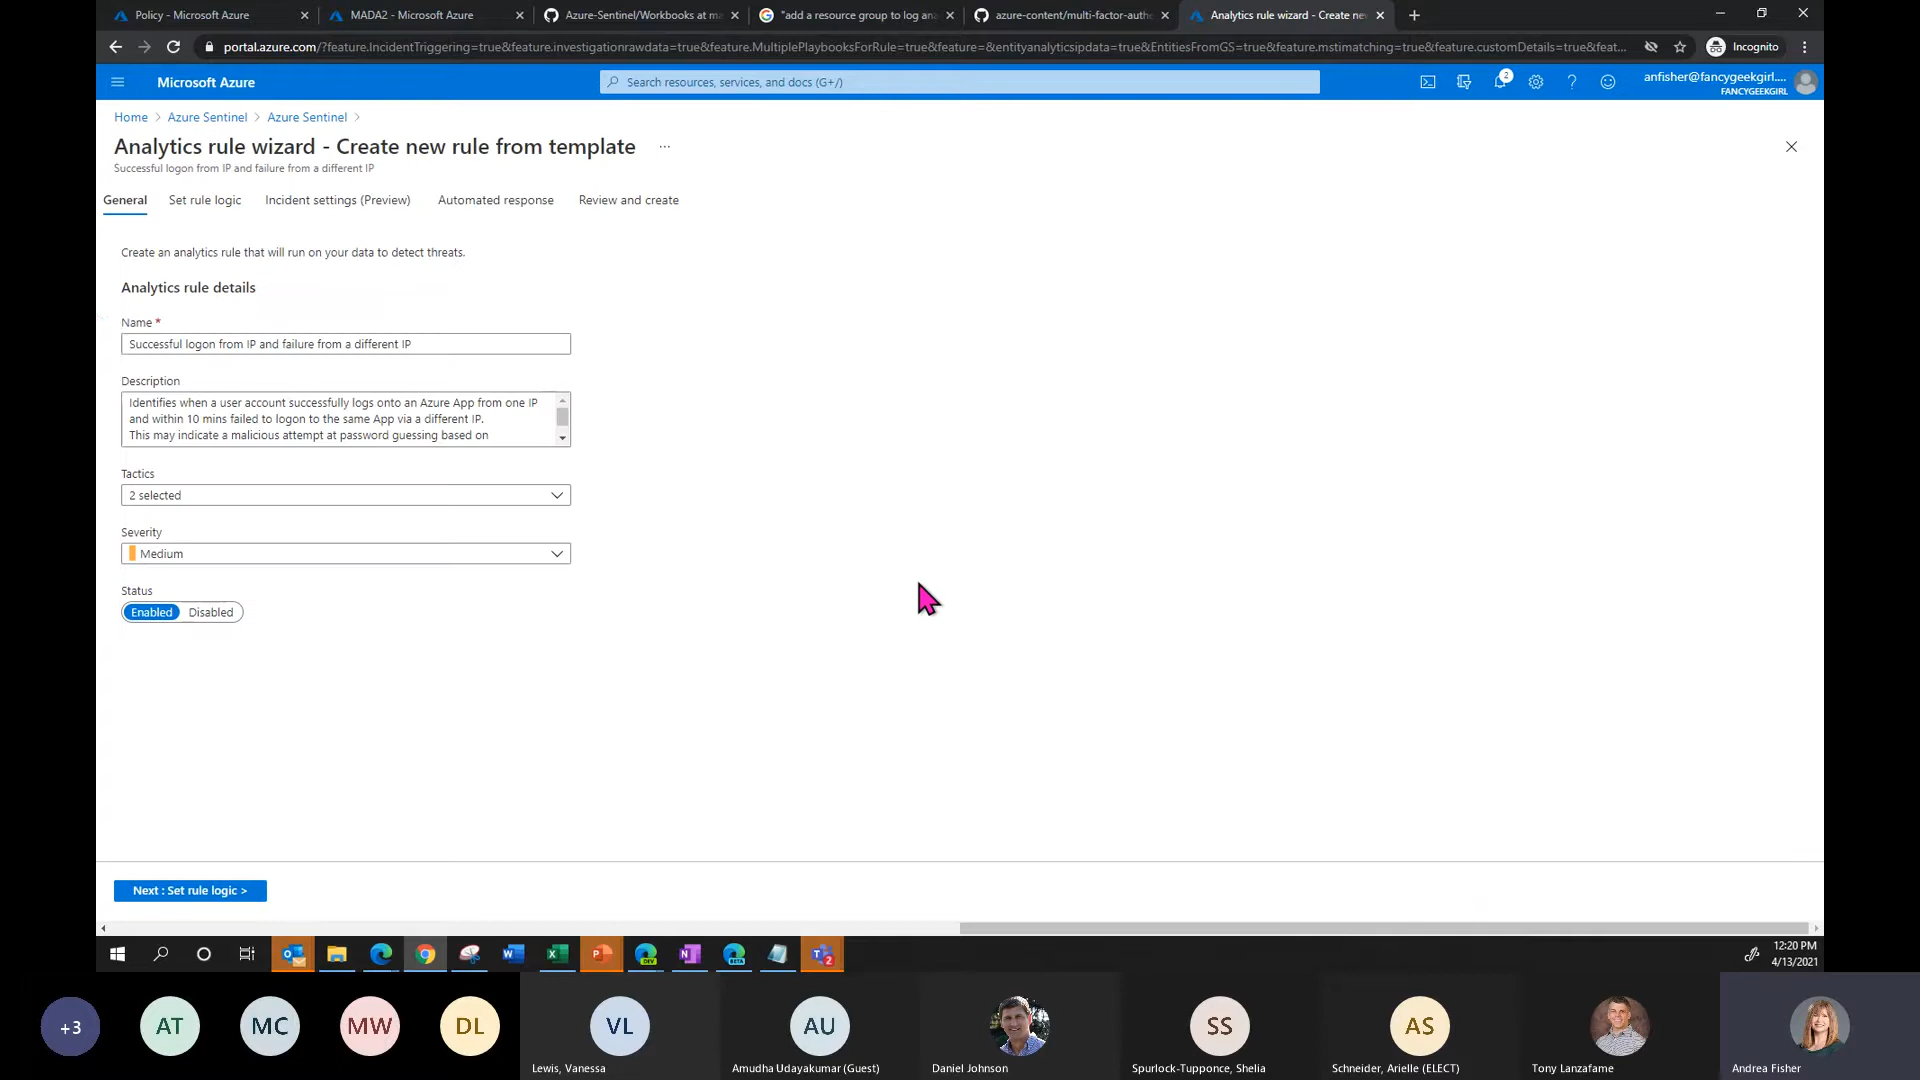 Policy - Microsoft Azure
MADA2 - Microsoft Azure
Azure-Sentinel/Workbooks at ma
"add a resource group to log ana
azure-content/multi-factor-authe
Analytics rule wizard - Create ne
portal.azure.com/?feature.IncidentTriggering=true&feature.investigationrawdata=true&feature.MultiplePlaybooksForRule=true&feature=&entityanalyticsipdata=true&EntitiesFromGS=true&feature.mstimatching=true&feature.customDetails=true&feat...
Incognito
Microsoft Azure
Search resources, services, and docs (G+/)
2
anfisher@fancygeekgirl....
FANCYGEEKGIRL
Home > Azure Sentinel > Azure Sentinel >
Analytics rule wizard - Create new rule from template ...
Successful logon from IP and failure from a different IP
General
Set rule logic
Incident settings (Preview)
Automated response
Review and create
Create an analytics rule that will run on your data to detect threats.
Analytics rule details
Name *
Successful logon from IP and failure from a different IP
Description
Identifies when a user account successfully logs onto an Azure App from one IP
and within 10 mins failed to logon to the same App via a different IP.
This may indicate a malicious attempt at password guessing based on
Tactics
2 selected
Severity
Medium
Status
Enabled
Disabled
Next : Set rule logic >
12:20 PM
4/13/2021
+3
AT
MC
MW
DL
VL
AU
SS
AS
Lewis, Vanessa
Amudha Udayakumar (Guest)
Daniel Johnson
Spurlock-Tupponce, Shelia
Schneider, Arielle (ELECT)
Tony Lanzafame
Andrea Fisher